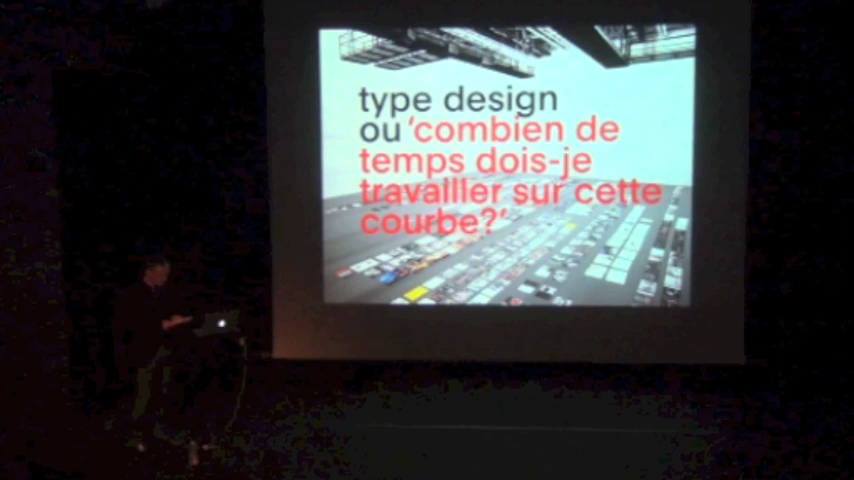 type design
ou 'combien de
temps dois-je
travailler sur cette
courbe?'